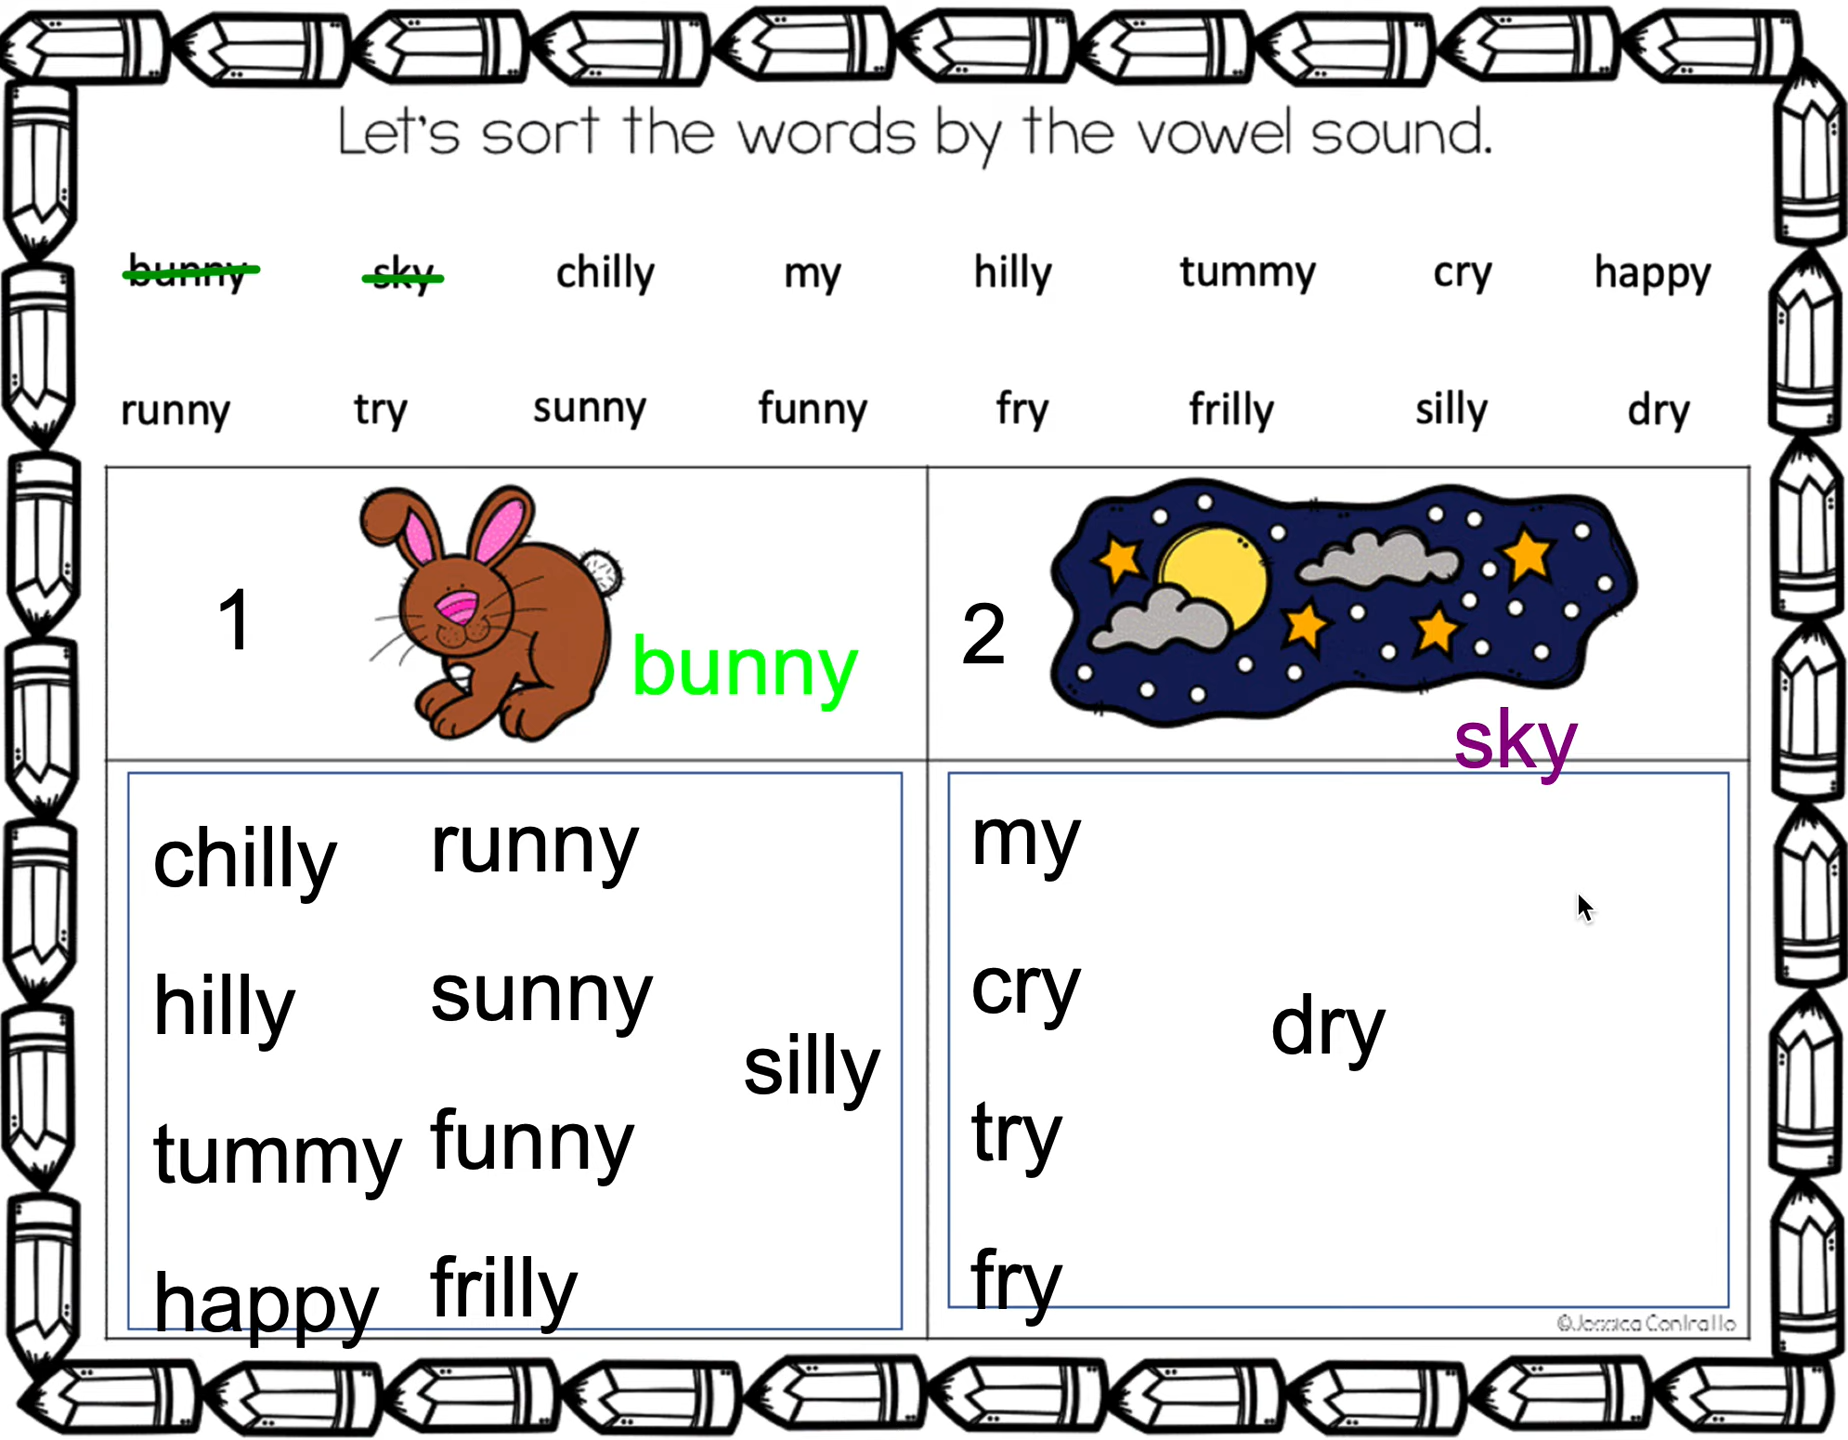 Let's sort the words by the vowel sound.
bunny sky chilly my hilly tummy cry happy
runny try sunny funny fry frilly silly dry
1 bunny
2 sky
chilly runny
hilly sunny
silly
tummy funny
happy frilly
my
cry dry
try
fry
©Jessica Contrallo